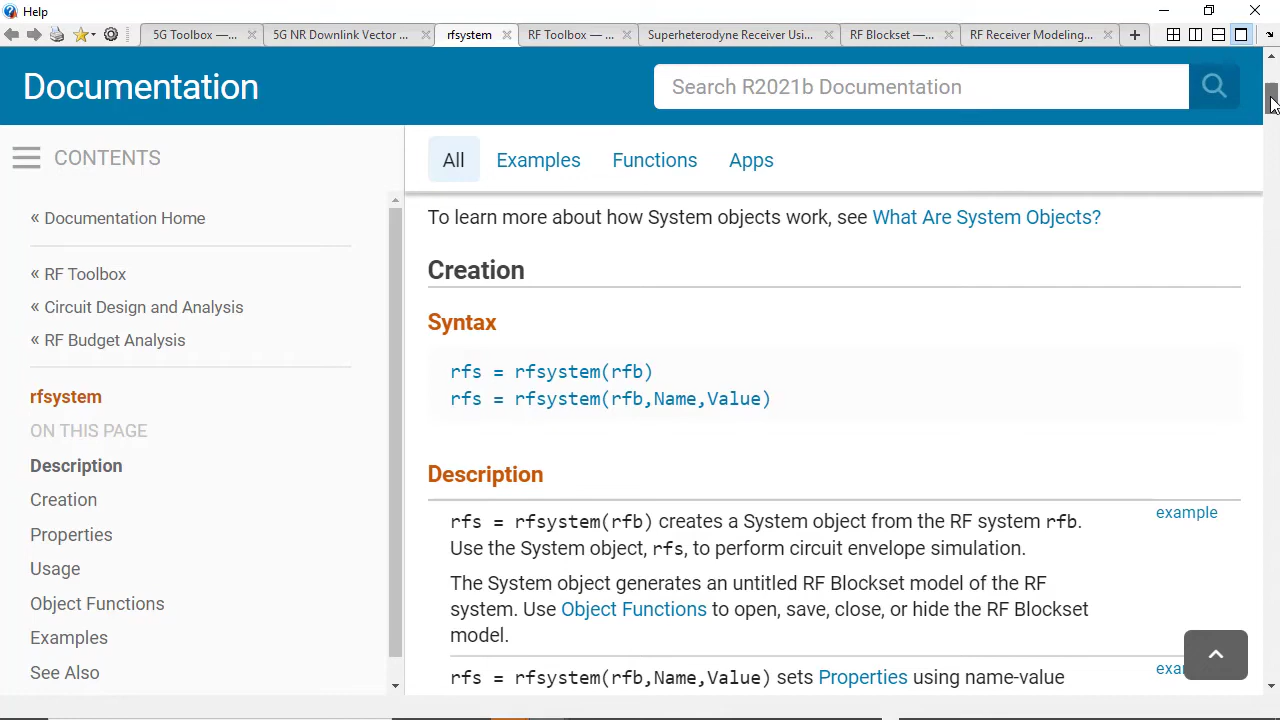 Help
5G Toolbox —...
5G NR Downlink Vector ...
rfsystem
RF Toolbox — ...
Superheterodyne Receiver Usi...
RF Blockset —...
RF Receiver Modeling...
Documentation
Search R2021b Documentation
CONTENTS
« Documentation Home
« RF Toolbox
« Circuit Design and Analysis
« RF Budget Analysis
rfsystem
ON THIS PAGE
Description
Creation
Properties
Usage
Object Functions
Examples
See Also
All Examples Functions Apps
To learn more about how System objects work, see What Are System Objects?
Creation
Syntax
rfs = rfsystem(rfb)
rfs = rfsystem(rfb,Name,Value)
Description
rfs = rfsystem(rfb) creates a System object from the RF system rfb.
example
Use the System object, rfs, to perform circuit envelope simulation.
The System object generates an untitled RF Blockset model of the RF
system. Use Object Functions to open, save, close, or hide the RF Blockset
model.
rfs = rfsystem(rfb,Name,Value) sets Properties using name-value